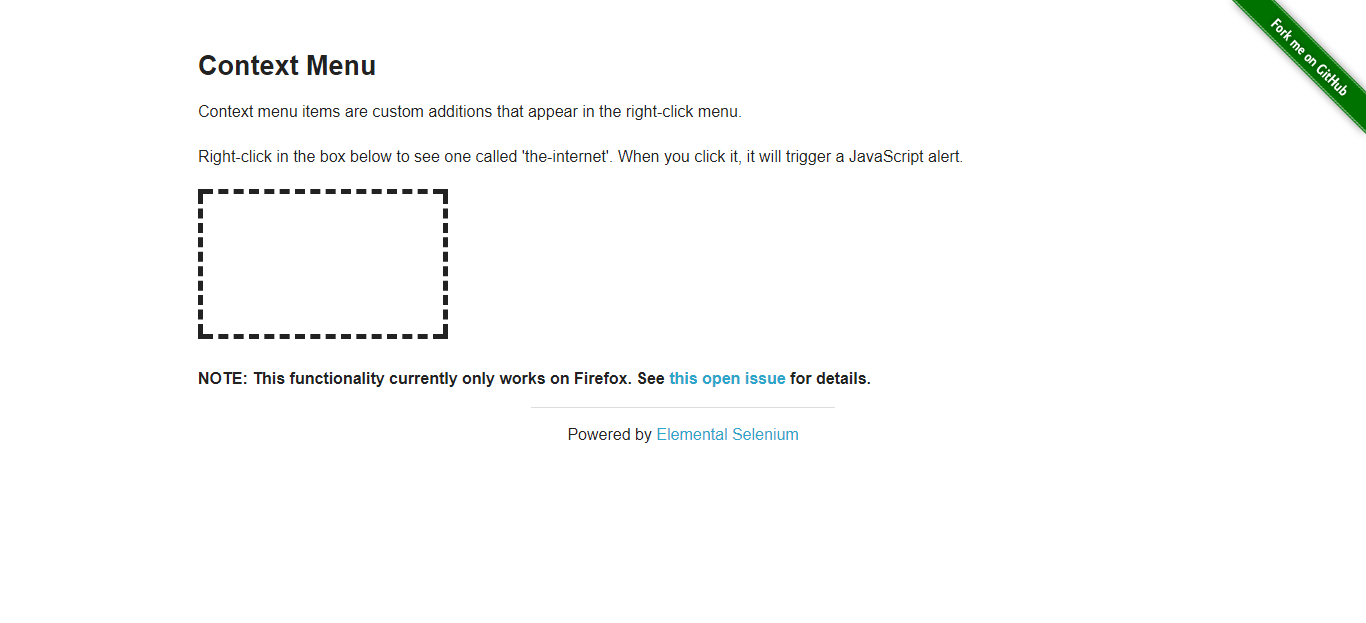 Fork me on GitHub
Context Menu
Context menu items are custom additions that appear in the right-click menu.
Right-click in the box below to see one called 'the-internet'. When you click it, it will trigger a JavaScript alert.
NOTE: This functionality currently only works on Firefox. See this open issue for details.
Powered by Elemental Selenium